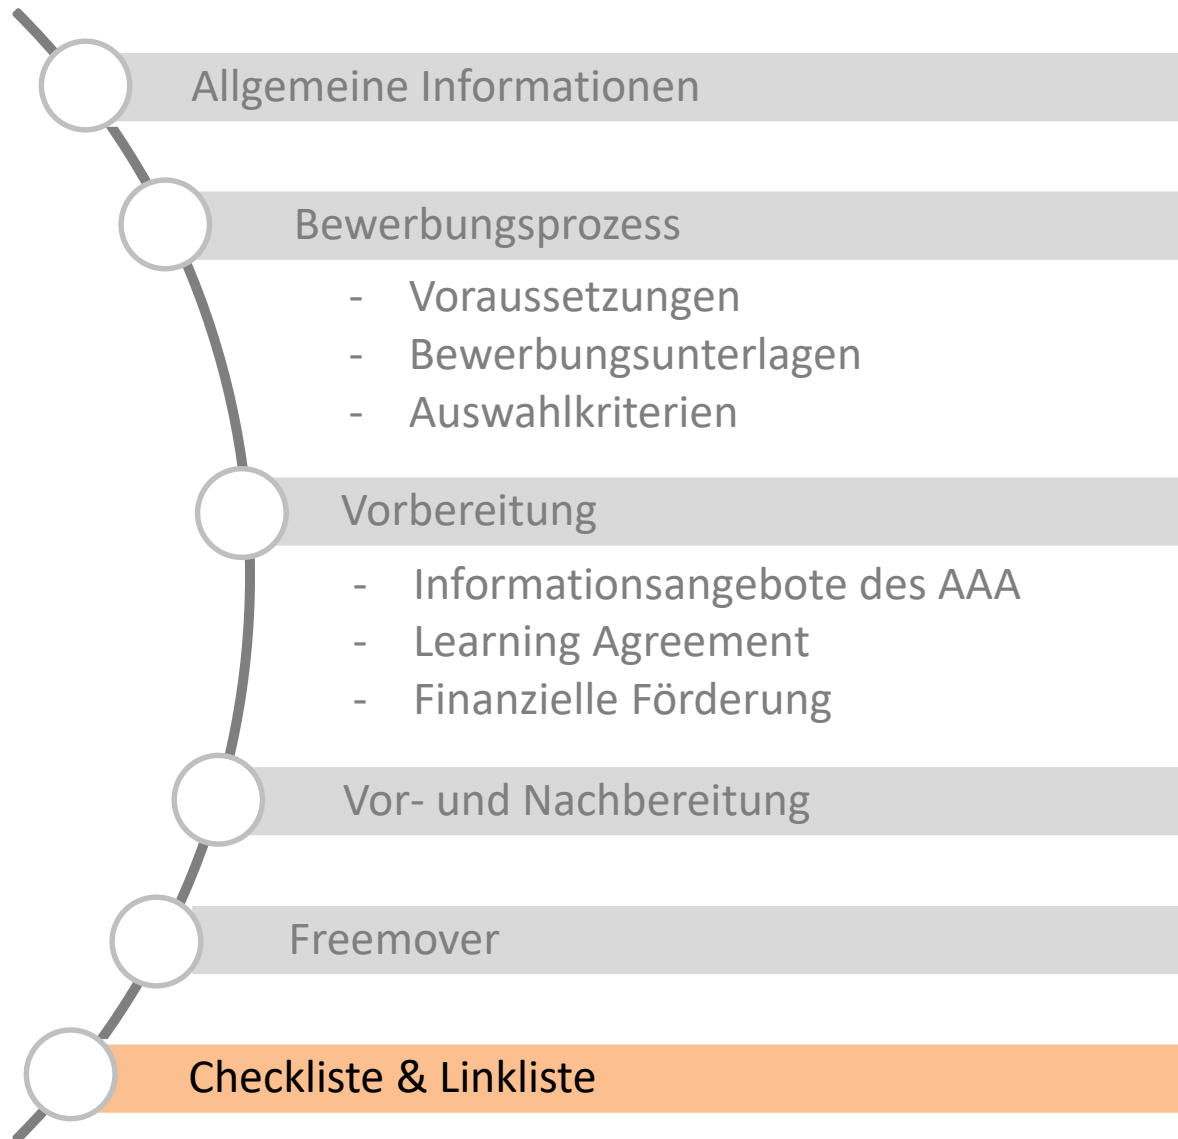 Allgemeine Informationen
Bewerbungsprozess
- Voraussetzungen
- Bewerbungsunterlagen
- Auswahlkriterien
Vorbereitung
- Informationsangebote des AAA
- Learning Agreement
- Finanzielle Förderung
Vor- und Nachbereitung
Freemover
Checkliste & Linkliste